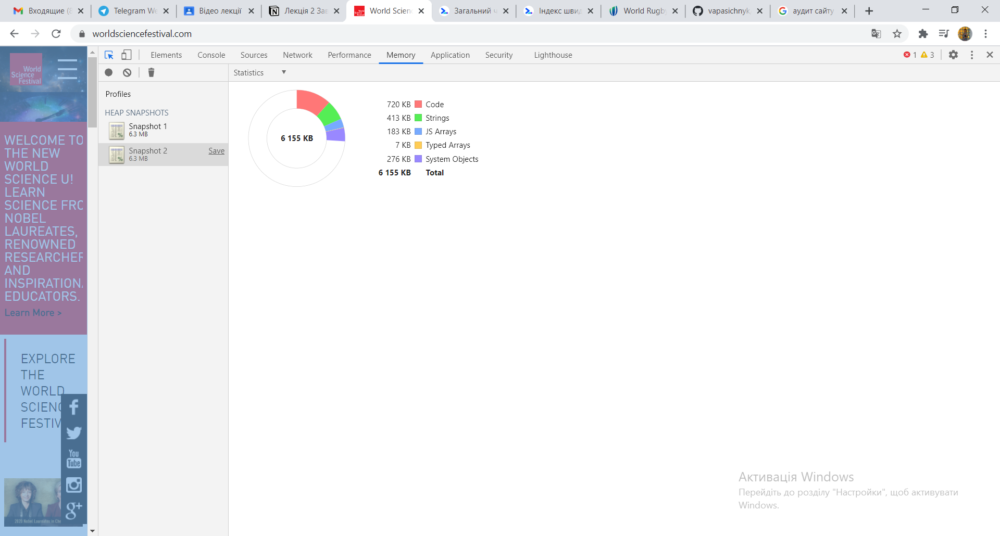 Входящие (8
Telegram We
Відео лекції
Лекція 2 Зав
World Scienc
Загальний ч
Індекс швид
World Rugby
vapasichnyk
аудит сайту
worldsciencefestival.com
World
Science
Festival
WELCOME TO
THE NEW
WORLD
SCIENCE U!
LEARN
SCIENCE FRO
NOBEL
LAUREATES,
RENOWNED
RESEARCHER
AND
INSPIRATIONA
EDUCATORS.
Learn More >
EXPLORE
THE
WORLD
SCIENC
FESTIV
You
Tube
2020 Nobel Laureates in Che
Elements
Console
Sources
Network
Performance
Memory
Application
Security
Lighthouse
1
3
Statistics
Profiles
HEAP SNAPSHOTS
Snapshot 1
6.3 MB
Snapshot 2
Save
6.3 MB
6 155 KB
720 KB Code
413 KB Strings
183 KB JS Arrays
7 KB Typed Arrays
276 KB System Objects
6 155 KB Total
Активація Windows
Перейдіть до розділу "Настройки", щоб активувати
Windows.